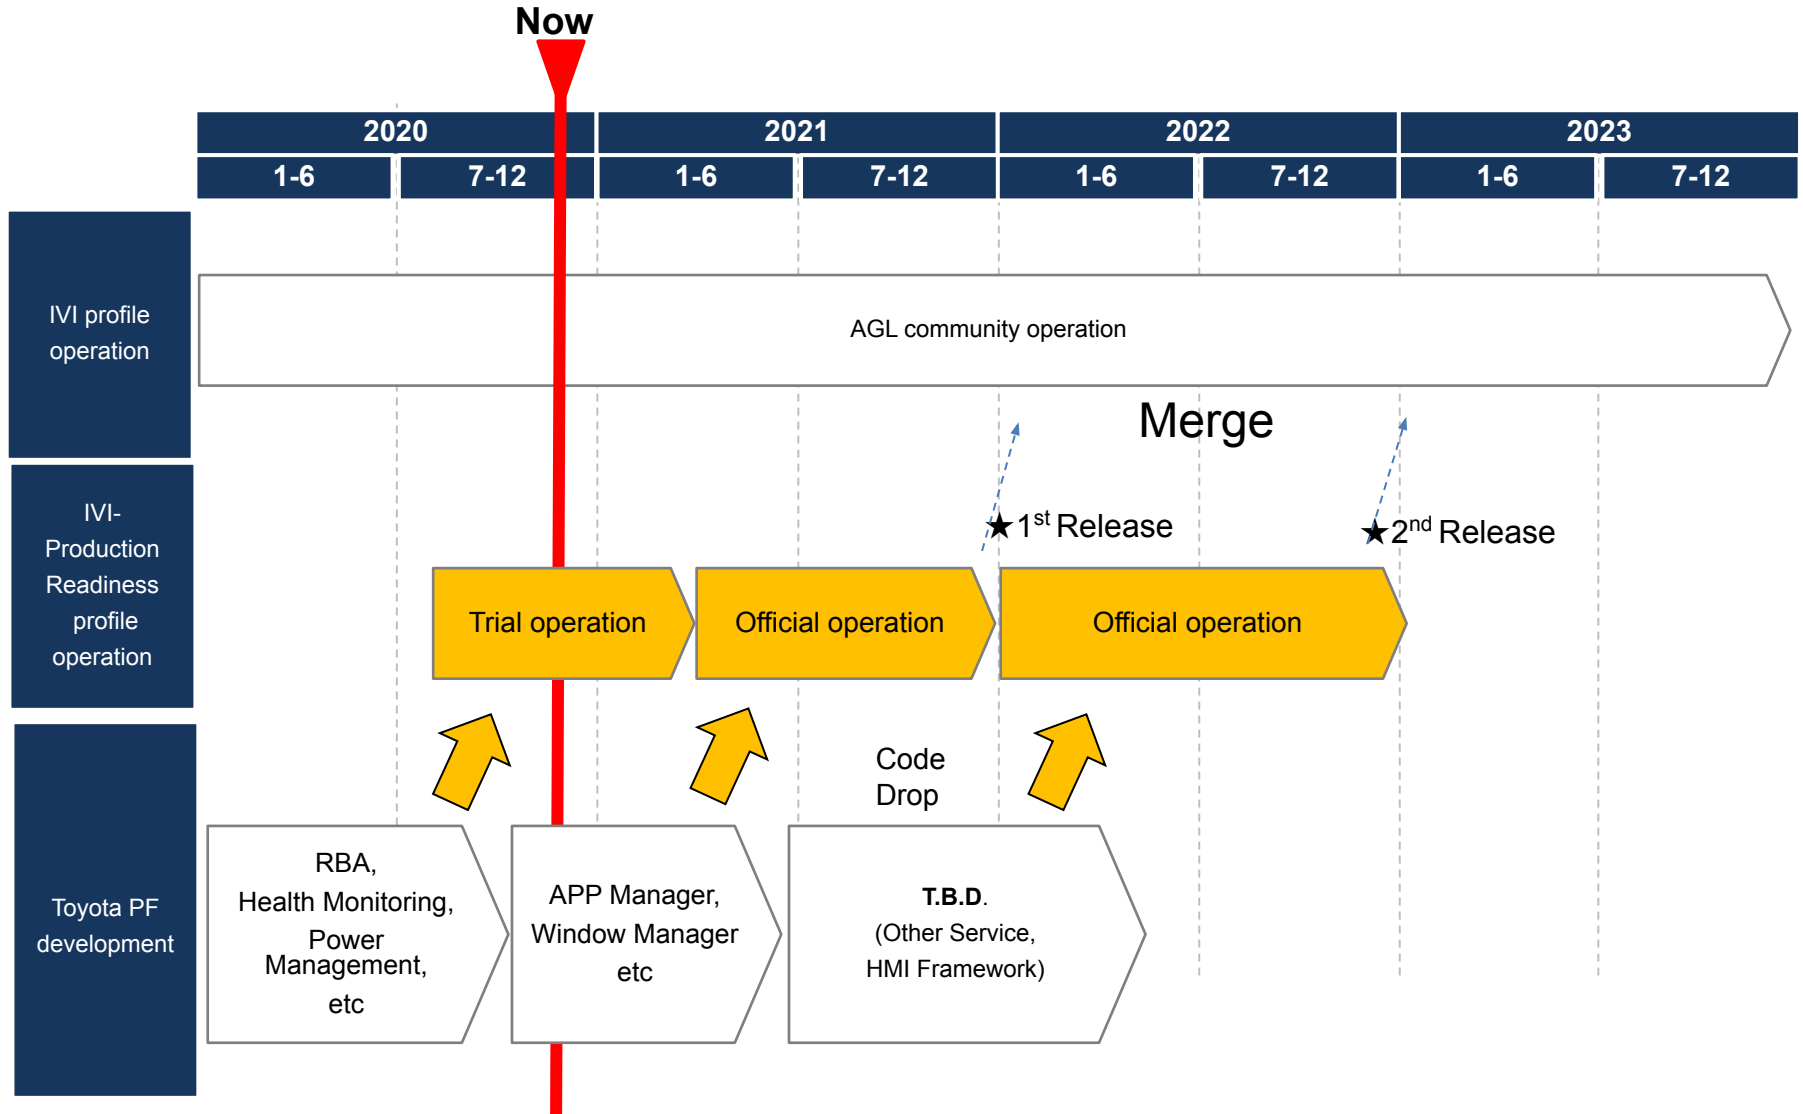 Now
2020
2021
2022
2023
1-6
7-12
1-6
7-12
1-6
7-12
1-6
7-12
IVI profile
operation
AGL community operation
Merge
IVI-
Production
Readiness
profile
operation
★1st Release
★2nd Release
Trial operation
Official operation
Official operation
Code
Drop
Toyota PF
development
RBA,
Health Monitoring,
Power
Management,
etc
APP Manager,
Window Manager
etc
T.B.D.
(Other Service,
HMI Framework)